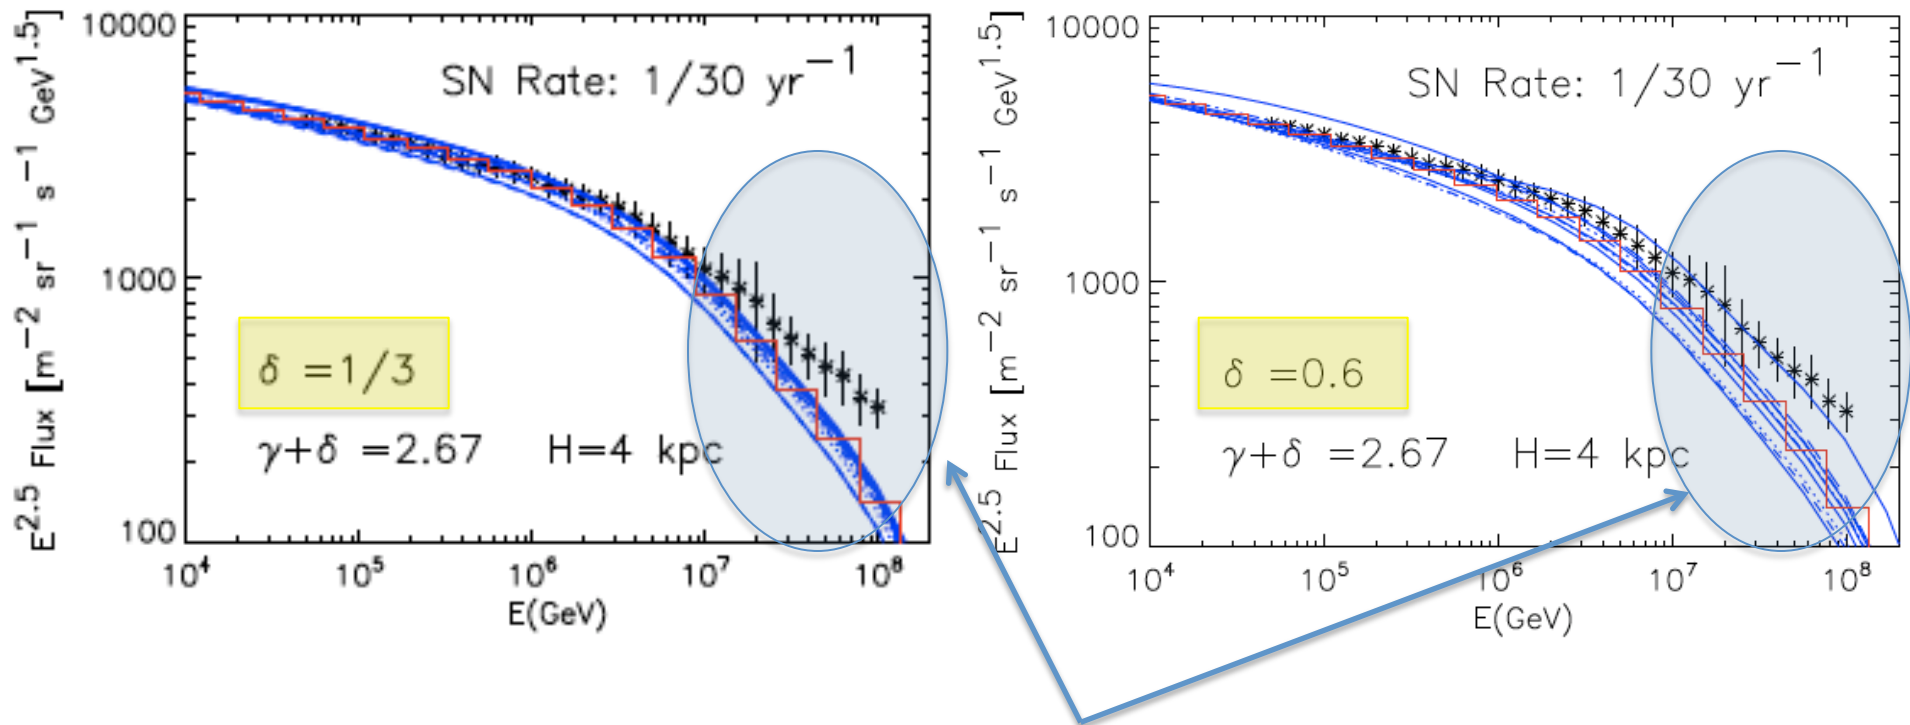 10000
1000
100
E^2.5 Flux [m^-2 sr^-1 s^-1 GeV^1.5]
SN Rate: 1/30 yr^-1
δ =1/3
γ+δ =2.67 H=4 kpc
10^4 10^5 10^6 10^7 10^8
E(GeV)
10000
1000
100
E^2.5 Flux [m^-2 sr^-1 s^-1 GeV^1.5]
SN Rate: 1/30 yr^-1
δ =0.6
γ+δ =2.67 H=4 kpc
10^4 10^5 10^6 10^7 10^8
E(GeV)